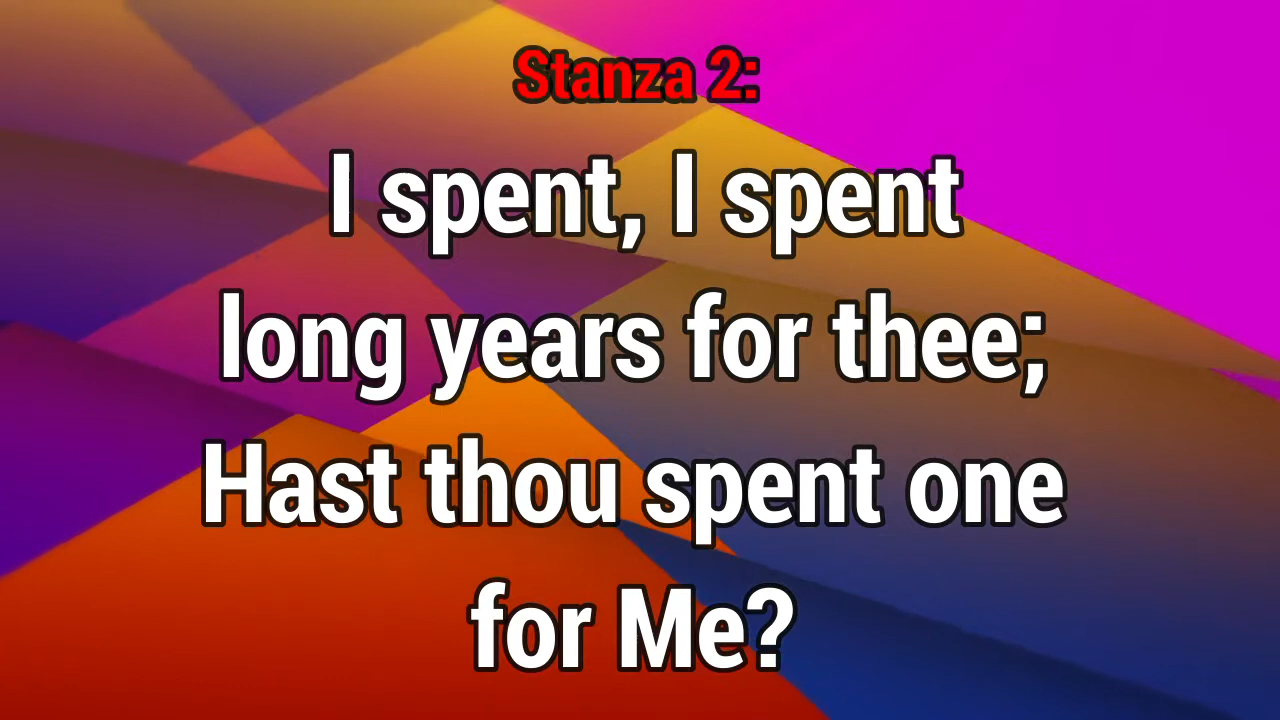 Stanza 2:
I spent, I spent
long years for thee;
Hast thou spent one
for Me?